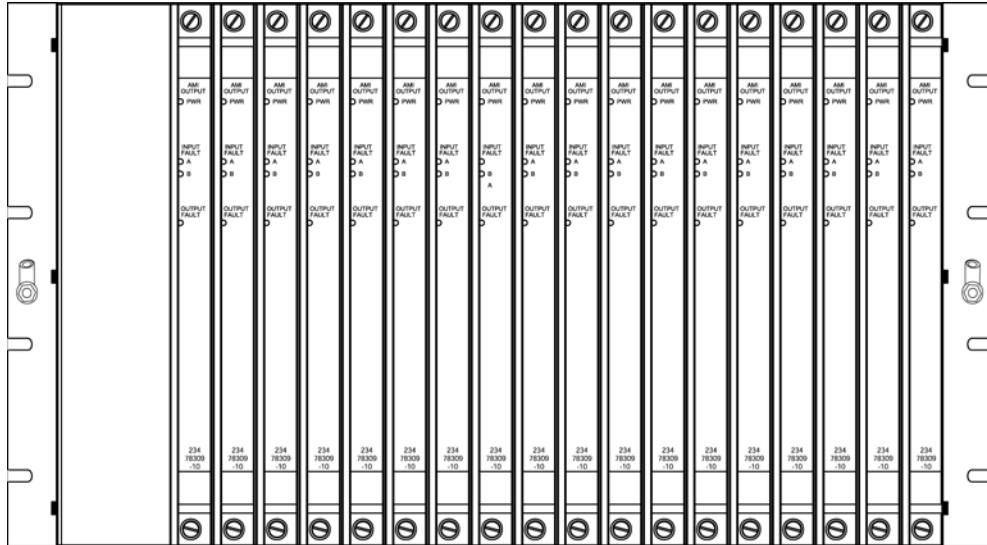 AMI AMI AMI AMI AMI AMI AMI AMI AMI AMI AMI AMI AMI AMI AMI AMI AMI AMI
OUTPUT OUTPUT OUTPUT OUTPUT OUTPUT OUTPUT OUTPUT OUTPUT OUTPUT OUTPUT OUTPUT OUTPUT OUTPUT OUTPUT OUTPUT OUTPUT OUTPUT OUTPUT
PWR PWR PWR PWR PWR PWR PWR PWR PWR PWR PWR PWR PWR PWR PWR PWR PWR PWR
INPUT INPUT INPUT INPUT INPUT INPUT INPUT INPUT INPUT INPUT INPUT INPUT INPUT INPUT INPUT INPUT INPUT INPUT
FAULT FAULT FAULT FAULT FAULT FAULT FAULT FAULT FAULT FAULT FAULT FAULT FAULT FAULT FAULT FAULT FAULT FAULT
A A A A A A A A A A A A A A A A A
B B B B B B B B B B B B B B B B B B
A
OUTPUT OUTPUT OUTPUT OUTPUT OUTPUT OUTPUT OUTPUT OUTPUT OUTPUT OUTPUT OUTPUT OUTPUT OUTPUT OUTPUT OUTPUT OUTPUT OUTPUT OUTPUT
FAULT FAULT FAULT FAULT FAULT FAULT FAULT FAULT FAULT FAULT FAULT FAULT FAULT FAULT FAULT FAULT FAULT FAULT
234 234 234 234 234 234 234 234 234 234 234 234 234 234 234 234 234 234
78309 78309 78309 78309 78309 78309 78309 78309 78309 78309 78309 78309 78309 78309 78309 78309 78309 78309
-10 -10 -10 -10 -10 -10 -10 -10 -10 -10 -10 -10 -10 -10 -10 -10 -10 -10